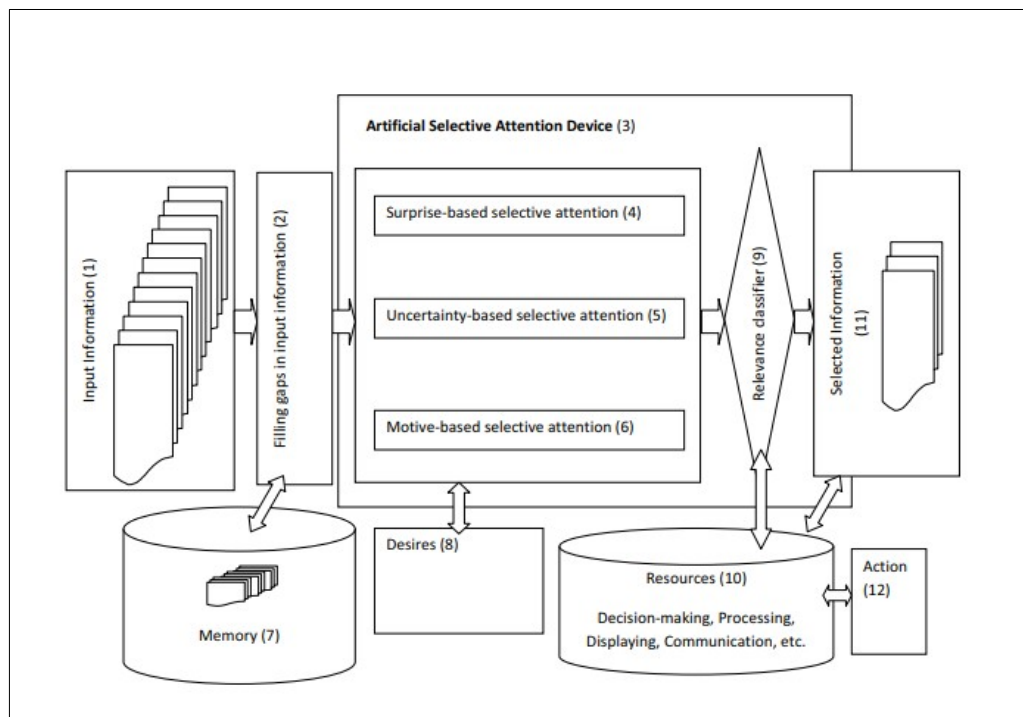 Artificial Selective Attention Device (3)
Input Information (1)
Filling gaps in input information (2)
Surprise-based selective attention (4)
Uncertainty-based selective attention (5)
Motive-based selective attention (6)
Relevance classifier (9)
Selected Information
(11)
Memory (7)
Desires (8)
Resources (10)
Decision-making, Processing,
Displaying, Communication, etc.
Action
(12)